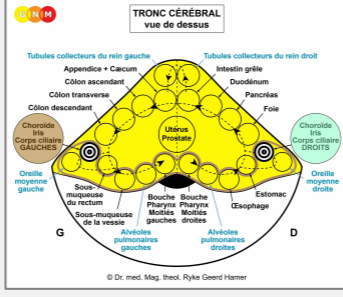 GNM
TRONC CÉRÉBRAL
vue de dessus
Tubules collecteurs du rein gauche
Tubules collecteurs du rein droit
Appendice + Cæcum
Côlon ascendant
Côlon transverse
Côlon descendant
Intestin grêle
Duodénum
Pancréas
Foie
Choroïde
Iris
Corps ciliaire
GAUCHES
Utérus
Prostate
Choroïde
Iris
Corps ciliaire
DROITS
Oreille
moyenne
gauche
Oreille
moyenne
droite
Sous-
muqueuse
du rectum
Sous-muqueuse
de la vessie
Bouche
Pharynx
Moitiés
gauches
Bouche
Pharynx
Moitiés
droites
Estomac
Œsophage
Alvéoles
pulmonaires
gauches
Alvéoles
pulmonaires
droites
G
D
© Dr. med. Mag. theol. Ryke Geerd Hamer